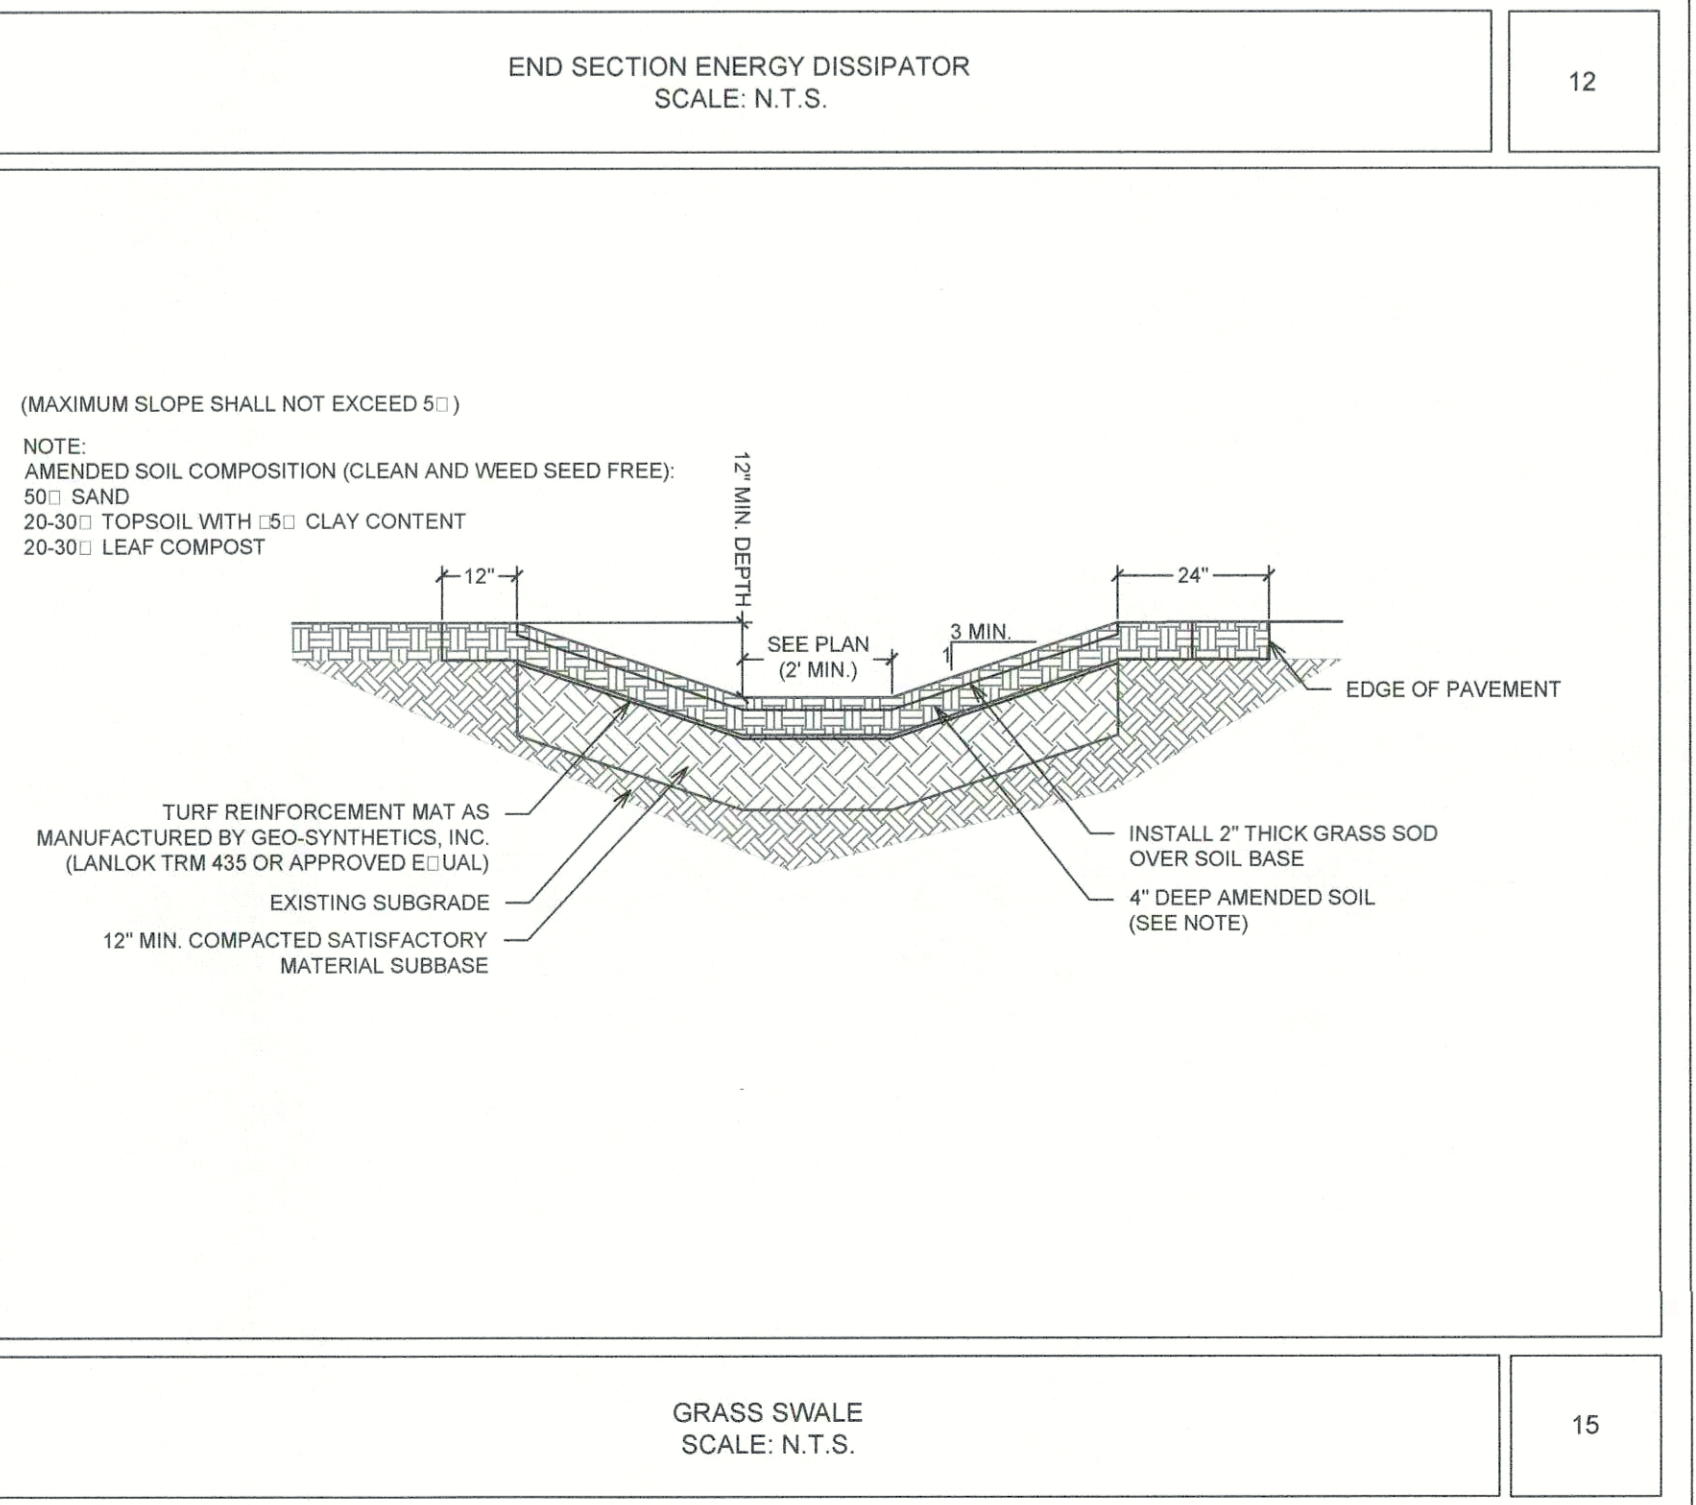 END SECTION ENERGY DISSIPATOR
SCALE: N.T.S.
12
(MAXIMUM SLOPE SHALL NOT EXCEED 5□)
NOTE:
AMENDED SOIL COMPOSITION (CLEAN AND WEED SEED FREE):
50□ SAND
20-30□ TOPSOIL WITH □5□ CLAY CONTENT
20-30□ LEAF COMPOST
12" MIN. DEPTH
12"
24"
SEE PLAN
(2' MIN.)
3 MIN.
1
EDGE OF PAVEMENT
TURF REINFORCEMENT MAT AS
MANUFACTURED BY GEO-SYNTHETICS, INC.
(LANLOK TRM 435 OR APPROVED E□UAL)
EXISTING SUBGRADE
12" MIN. COMPACTED SATISFACTORY
MATERIAL SUBBASE
INSTALL 2" THICK GRASS SOD
OVER SOIL BASE
4" DEEP AMENDED SOIL
(SEE NOTE)
GRASS SWALE
SCALE: N.T.S.
15